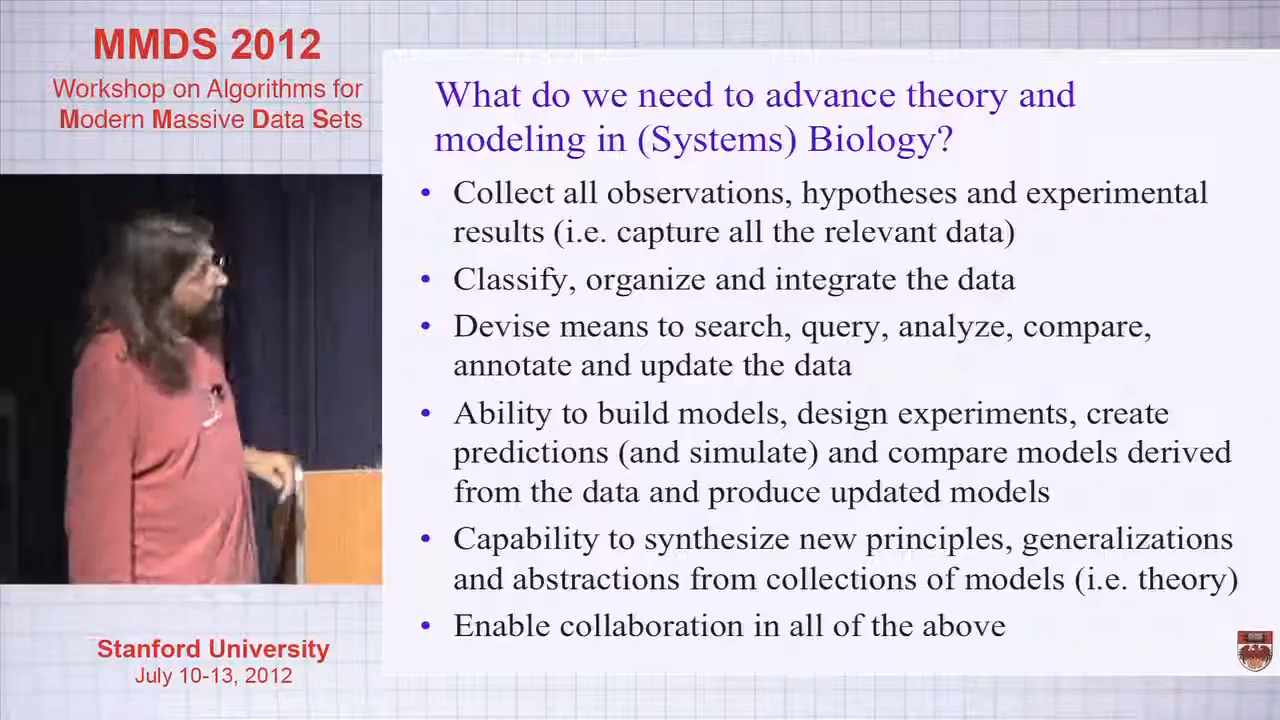 MMDS 2012
Workshop on Algorithms for
Modern Massive Data Sets
What do we need to advance theory and
modeling in (Systems) Biology?
• Collect all observations, hypotheses and experimental
results (i.e. capture all the relevant data)
• Classify, organize and integrate the data
• Devise means to search, query, analyze, compare,
annotate and update the data
• Ability to build models, design experiments, create
predictions (and simulate) and compare models derived
from the data and produce updated models
• Capability to synthesize new principles, generalizations
and abstractions from collections of models (i.e. theory)
• Enable collaboration in all of the above
Stanford University
July 10-13, 2012